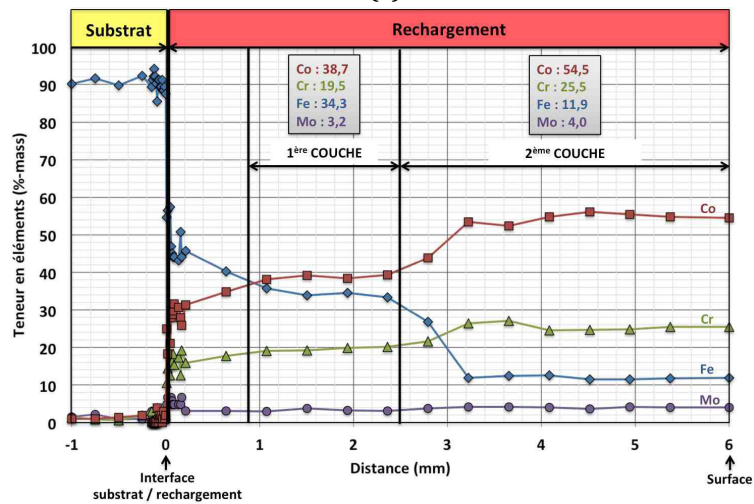 Substrat
Rechargement
Teneur en éléments (%-mass)
100
90
80
70
60
50
40
30
20
10
0
Co : 38,7
Cr : 19,5
Fe : 34,3
Mo : 3,2
Co : 54,5
Cr : 25,5
Fe : 11,9
Mo : 4,0
1ère COUCHE
2ème COUCHE
Co
Cr
Fe
Mo
-1 0 1 2 3 4 5 6
Distance (mm)
Interface
substrat / rechargement
Surface